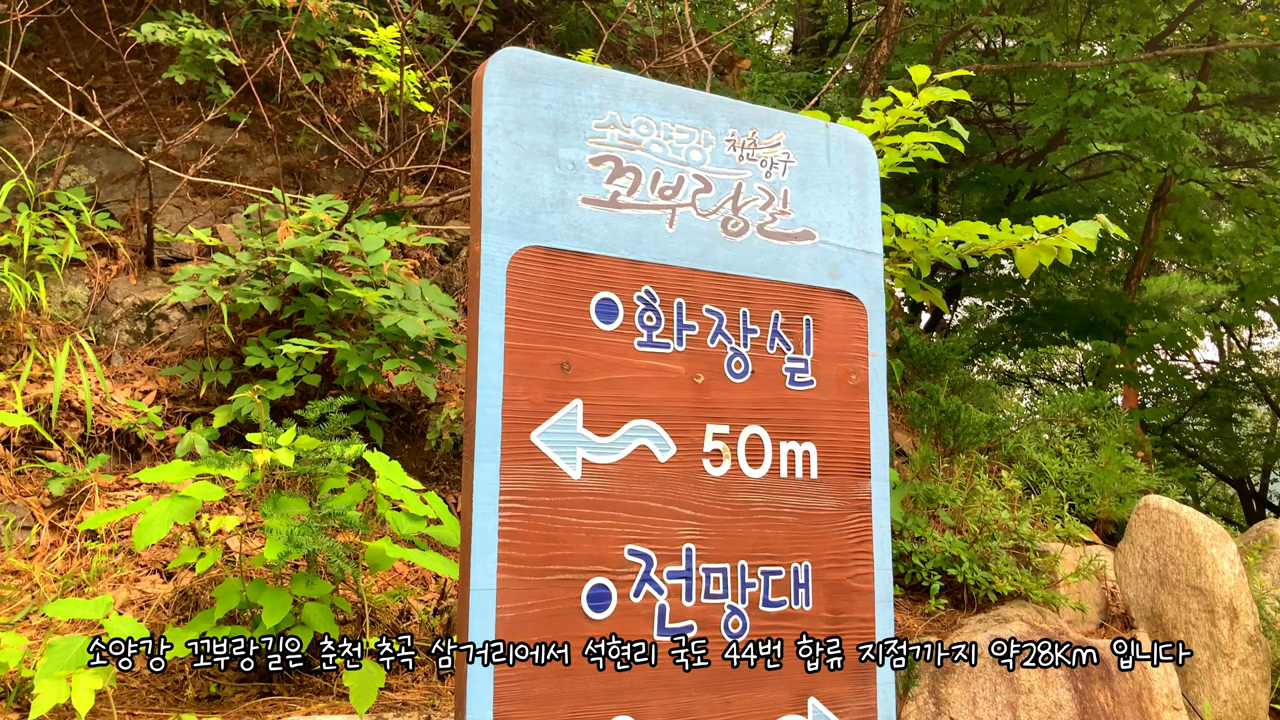 소양강 청춘양구
꼬부랑길
화장실
50m
전망대
소양강 꼬부랑길은 춘천 추곡 삼거리에서 석현리 국도 44번 합류 지점까지 약28Km 입니다